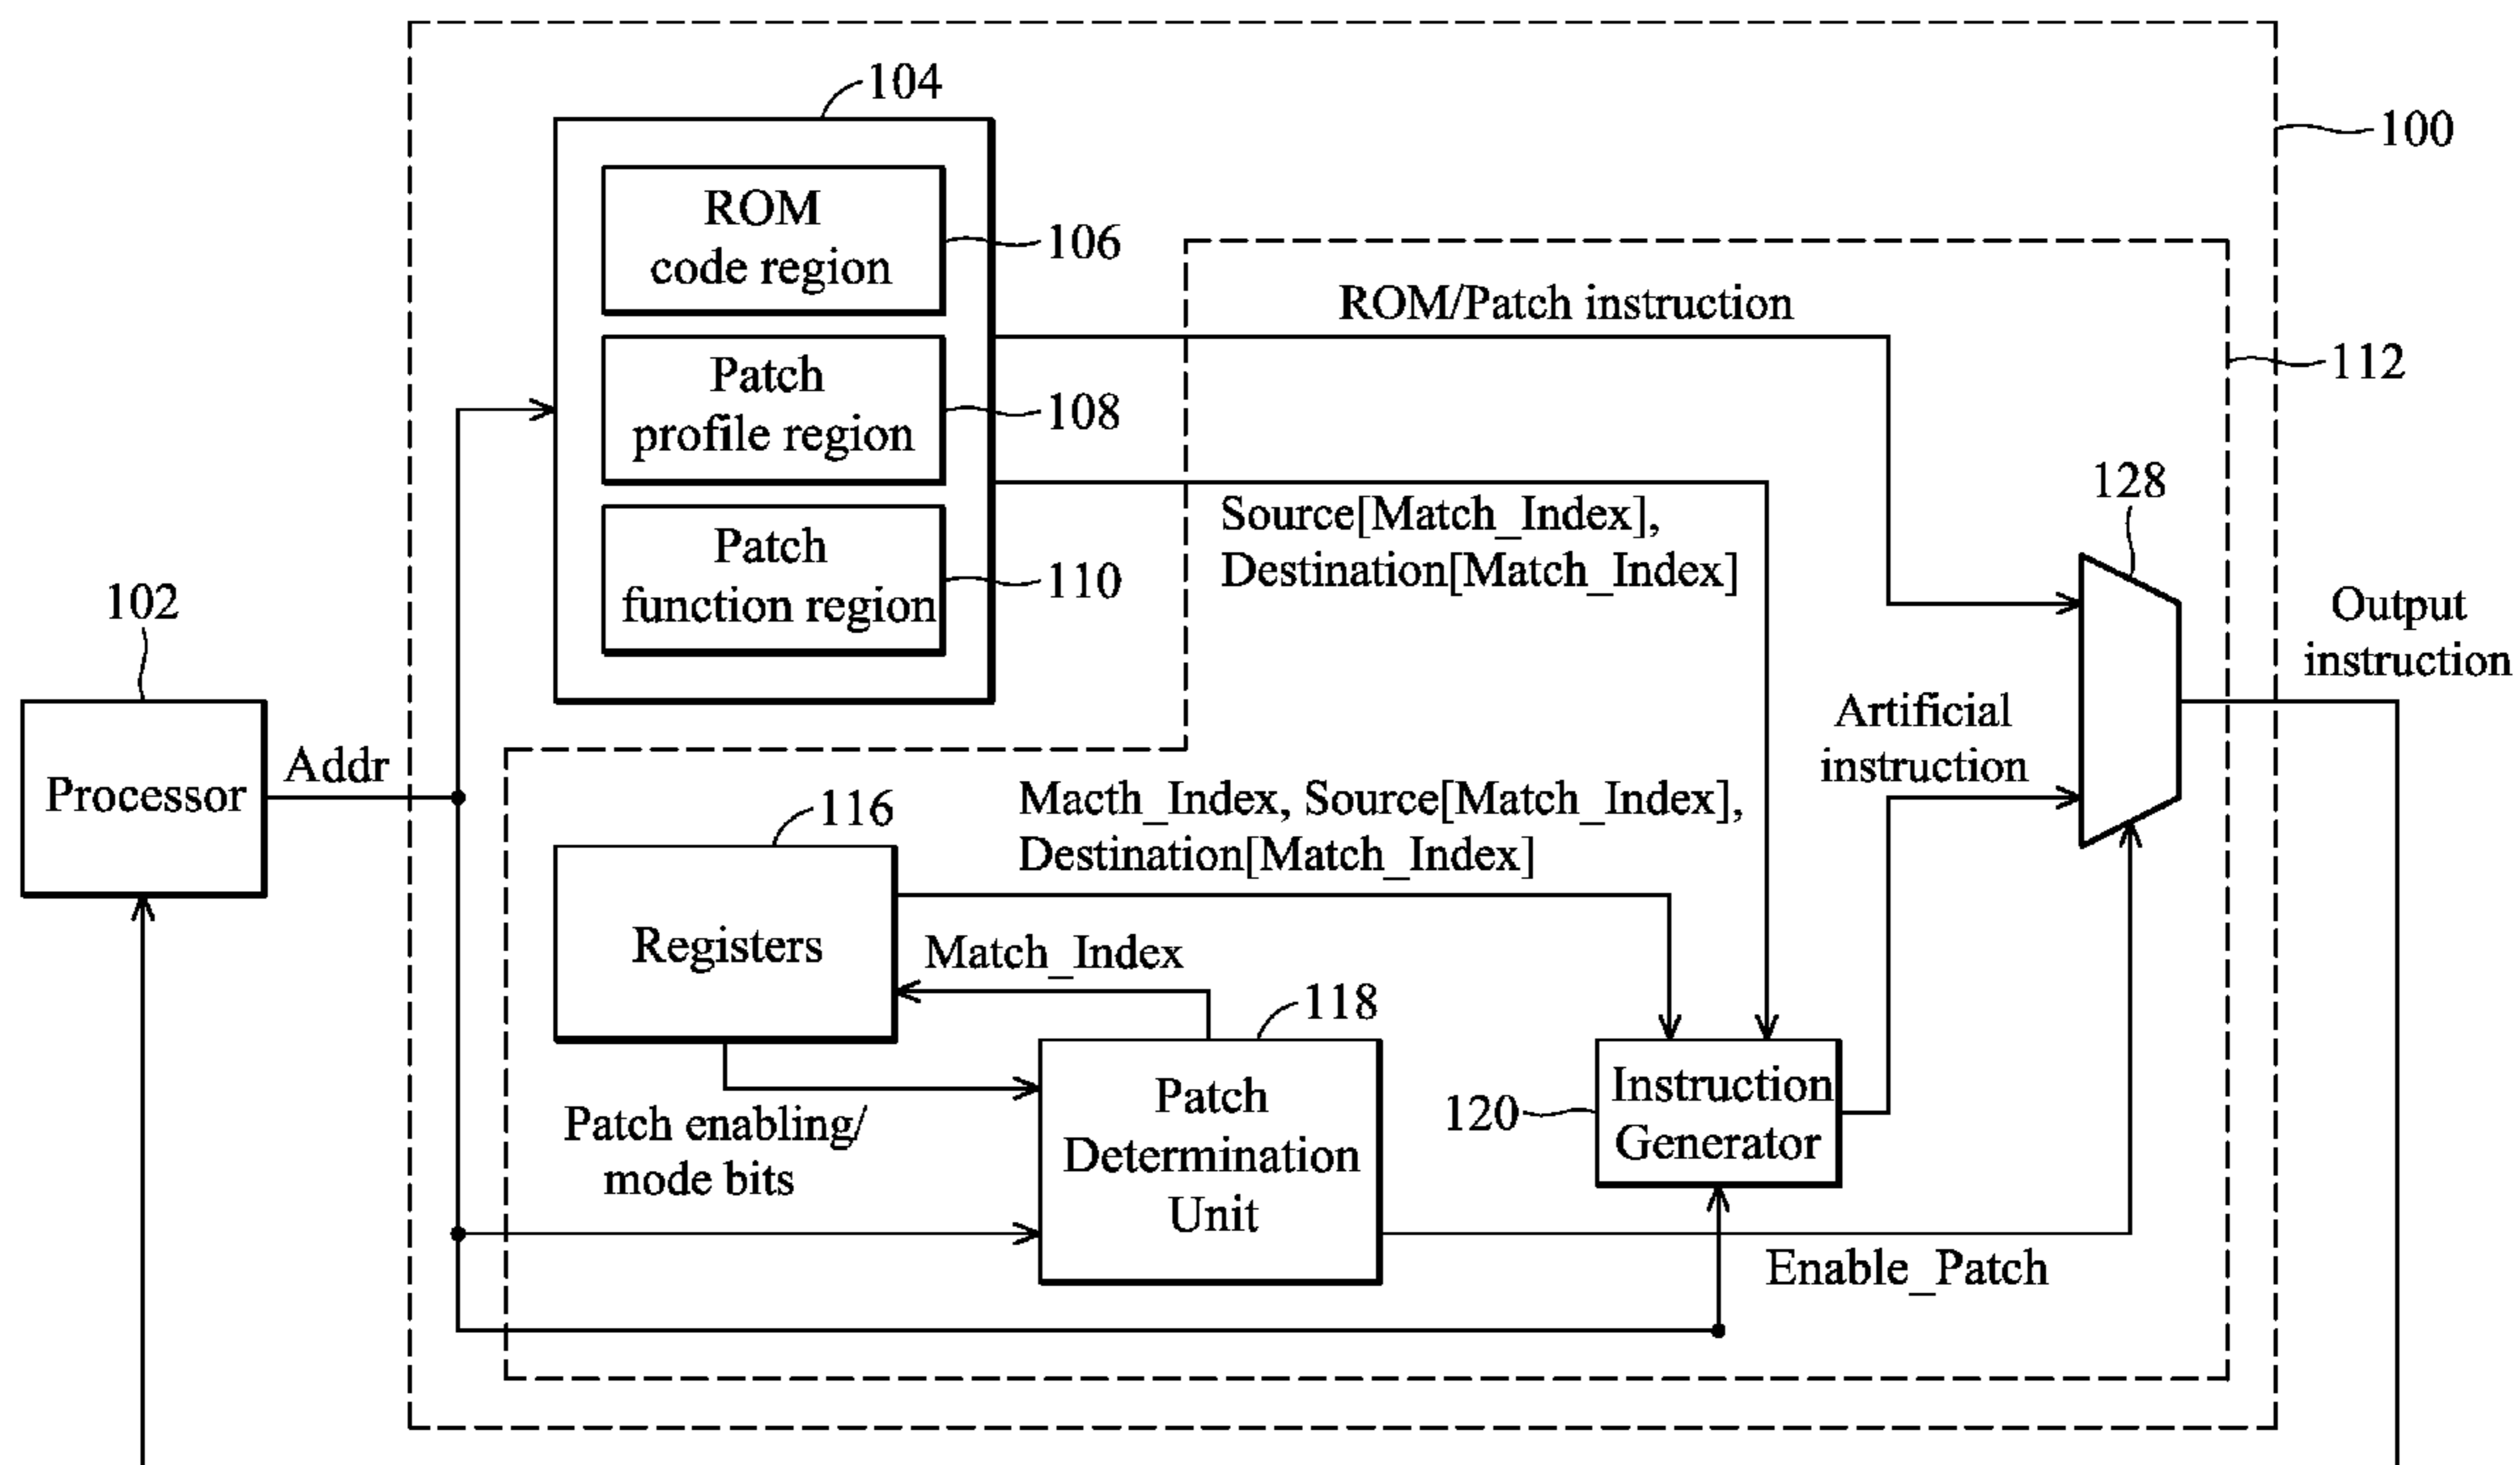 104
100
ROM
code region
106
ROM/Patch instruction
112
Patch
profile region
108
128
Source[Match_Index],
Destination[Match_Index]
Patch
function region
110
102
Output
instruction
Processor
Addr
Artificial
instruction
116
Macth_Index, Source[Match_Index],
Destination[Match_Index]
Registers
Match_Index
118
Patch enabling/
mode bits
Patch
Determination
Unit
120
Instruction
Generator
Enable_Patch